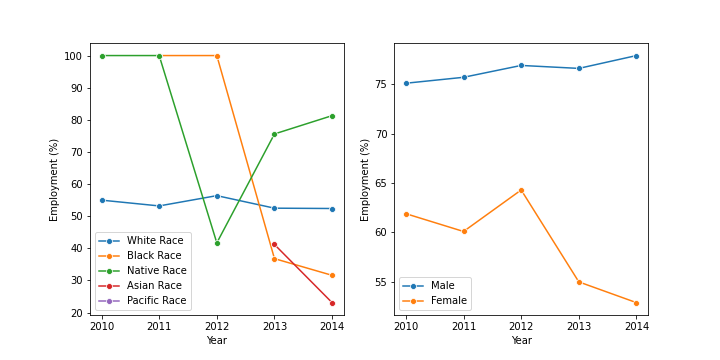 100
90
80
70
60
50
40
30
20
Employment (%)
White Race
Black Race
Native Race
Asian Race
Pacific Race
2010 2011 2012 2013 2014
Year
75
70
65
60
55
Employment (%)
Male
Female
2010 2011 2012 2013 2014
Year